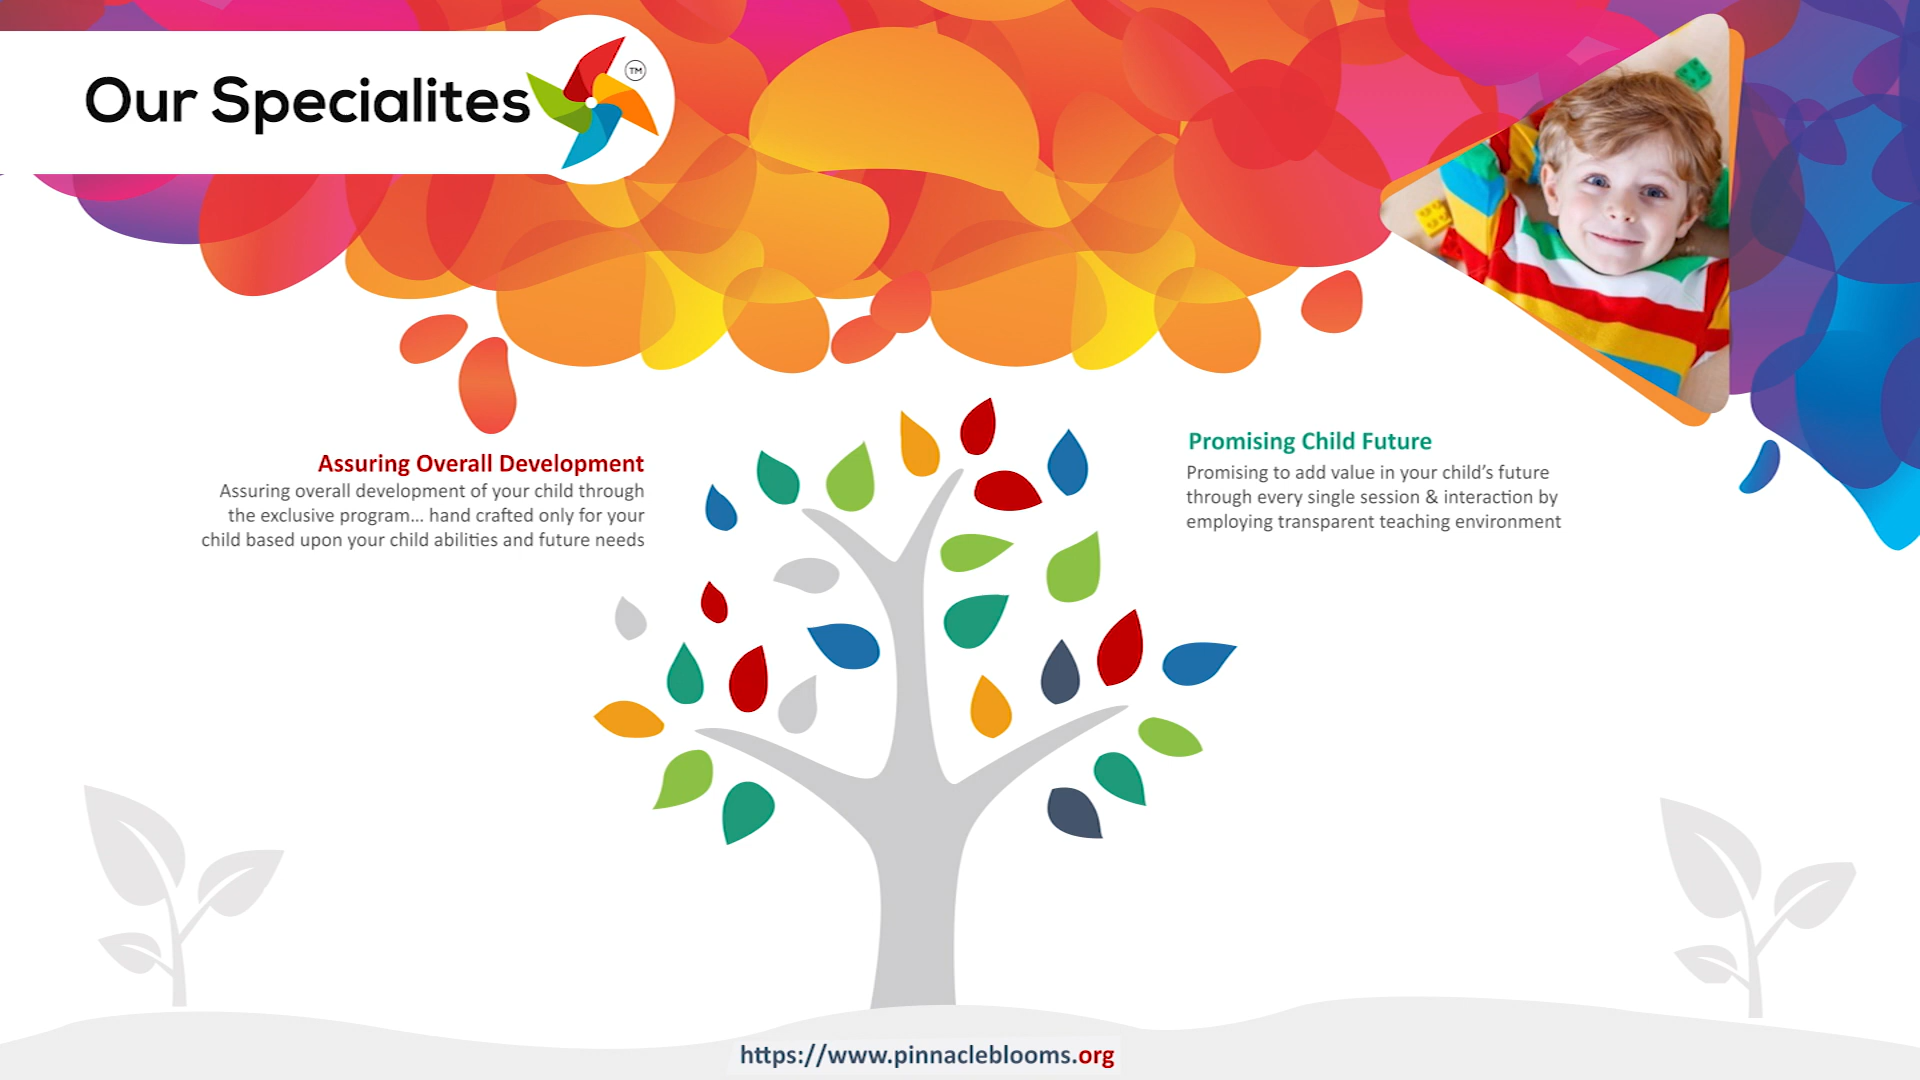 Our Specialites
TM
Assuring Overall Development
Assuring overall development of your child through
the exclusive program... hand crafted only for your
child based upon your child abilities and future needs
Promising Child Future
Promising to add value in your child’s future
through every single session & interaction by
employing transparent teaching environment
https://www.pinnacleblooms.org